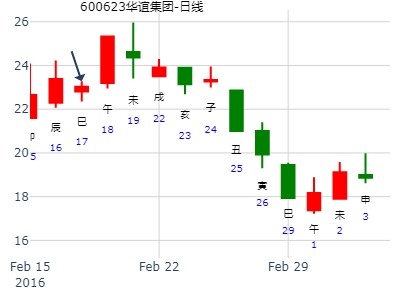 600623华谊集团-日线
26
24
22
20
18
16
卯
5
辰
16
巳
17
午
18
未
19
戌
22
亥
23
子
24
丑
25
寅
26
巳
29
午
1
未
2
申
3
Feb 15
2016
Feb 22
Feb 29